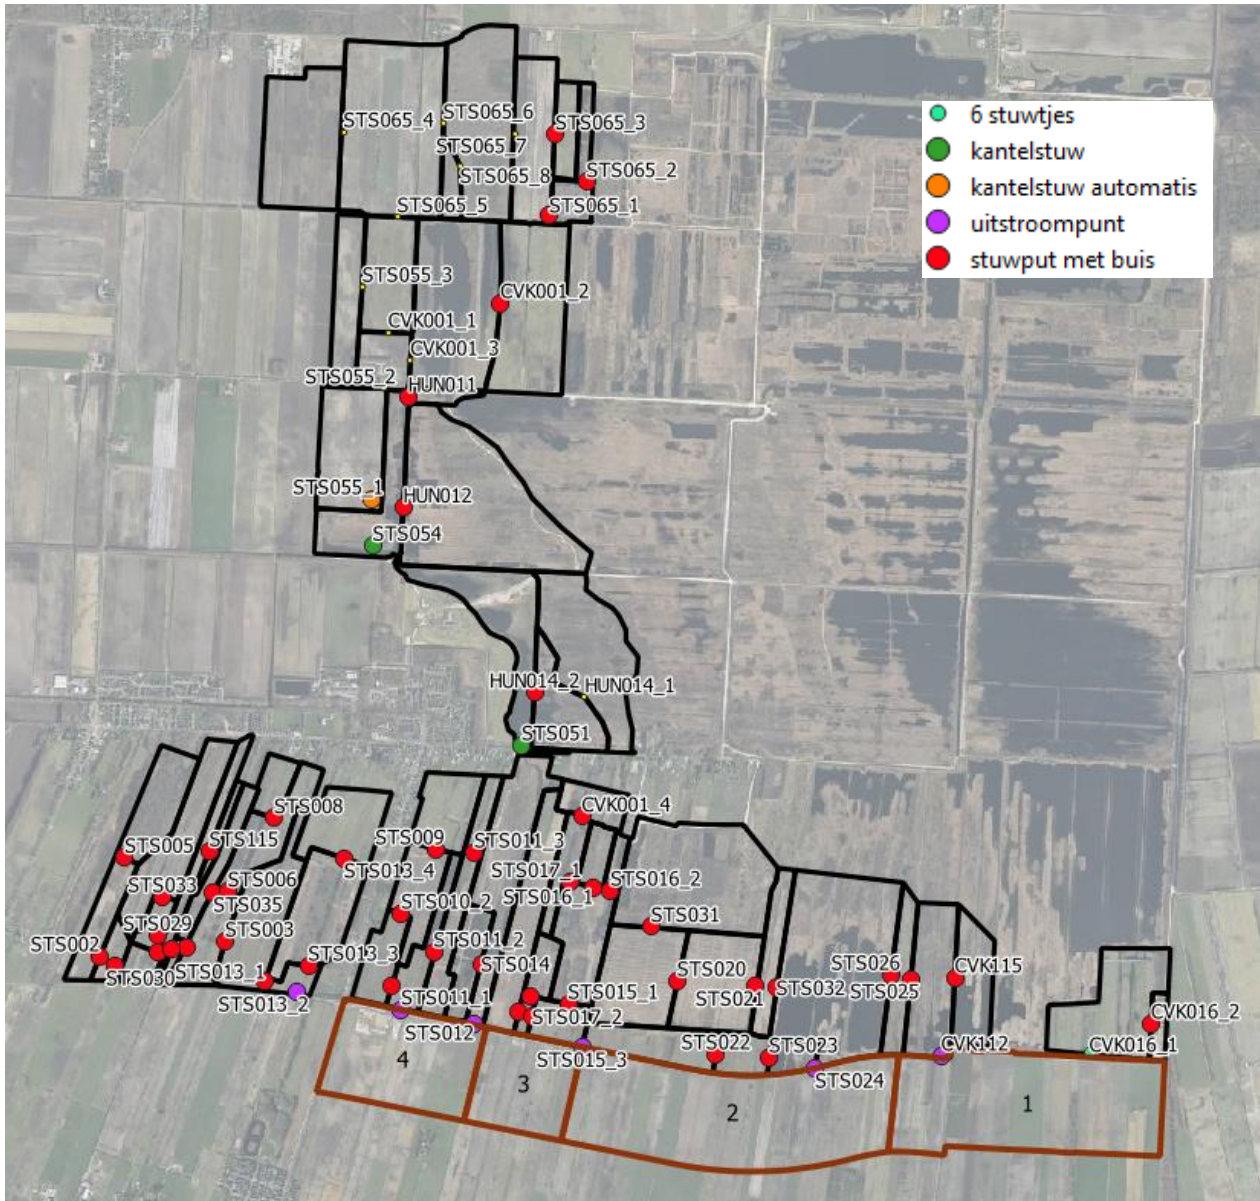 STS065_4
STS065_6
STS065_3
STS065_7
STS065_8
STS065_2
STS065_5
STS065_1
6 stuwtjes
kantelstuw
kantelstuw automatis
uitstroompunt
stuwput met buis
STS055_3
CVK001_2
CVK001_1
CVK001_3
STS055_2
HUN011
STS055_1
HUN012
STS054
HUN014_2
HUN014_1
STS051
STS008
CVK001_4
STS005
STS115
STS009
STS011_3
STS013_4
STS017_1
STS016_2
STS033
STS006
STS016_1
STS035
STS010_2
STS029
STS003
STS031
STS002
STS011_2
STS030
STS013_1
STS013_3
STS014
STS020
STS026
CVK115
STS013_2
STS011_1
STS015_1
STS021
STS032
STS025
STS012
STS017_2
CVK016_2
STS015_3
STS022
STS023
CVK112
CVK016_1
STS024
4
3
2
1